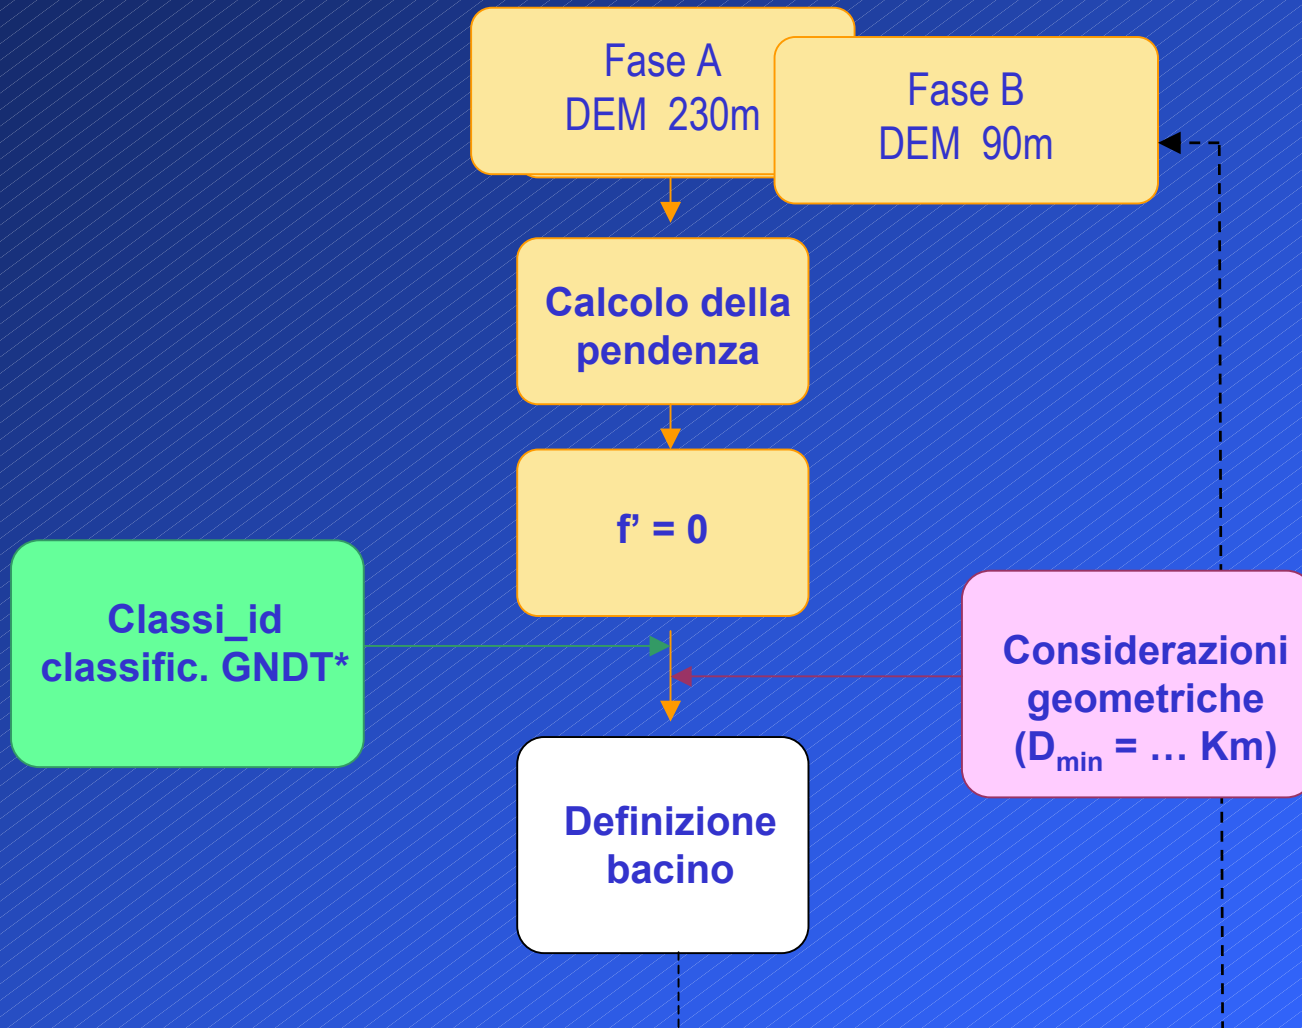 Fase A
DEM 230m
Fase B
DEM 90m
Calcolo della
pendenza
f’ = 0
Classi_id
classific. GNDT*
Considerazioni
geometriche
(Dmin = … Km)
Definizione
bacino